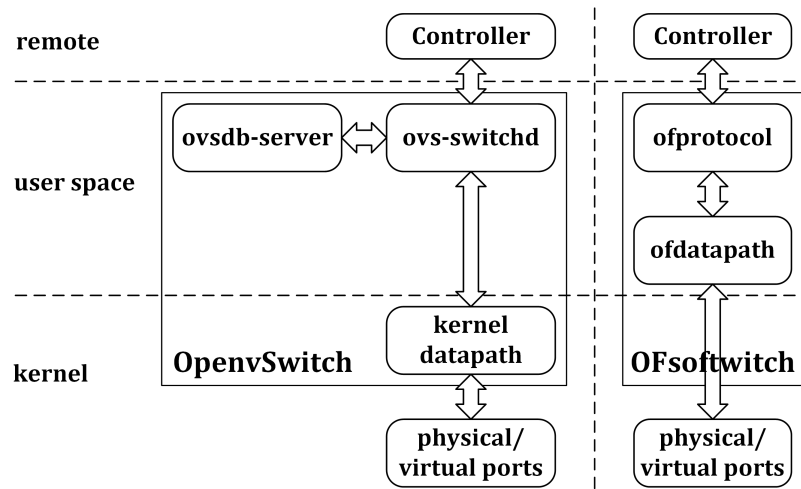 remote
Controller
Controller
ovsdb-server
ovs-switchd
ofprotocol
user space
ofdatapath
kernel
datapath
OpenvSwitch
OFsoftwitch
kernel
physical/
virtual ports
physical/
virtual ports